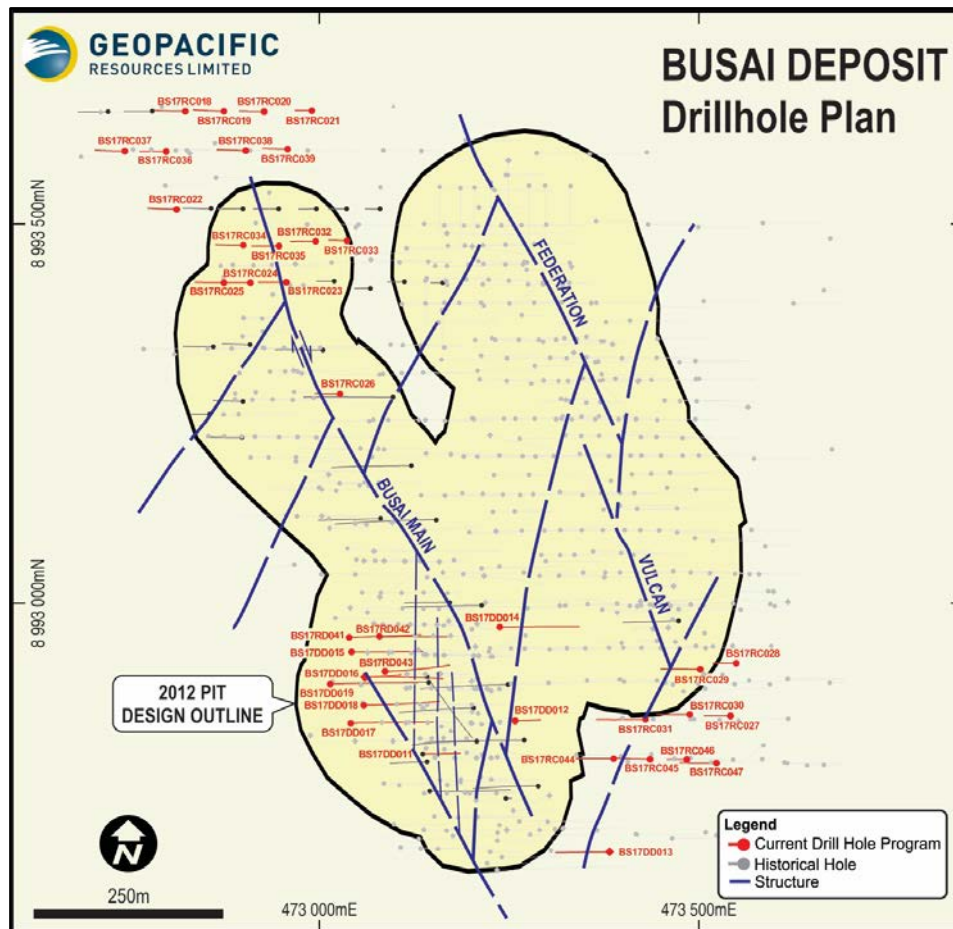 GEOPACIFIC
RESOURCES LIMITED
BUSAI DEPOSIT
Drillhole Plan
BS17RC018
BS17RC020
BS17RC019
BS17RC021
BS17RC037
BS17RC038
BS17RC036
BS17RC039
BS17RC022
8 993 500mN
BS17RC034
BS17RC032
BS17RC035
BS17RC033
BS17RC024
BS17RC025
BS17RC023
FEDERATION
BS17RC026
BUSAI MAIN
VULCAN
8 993 000mN
BS17DD014
BS17RD041
BS17RD042
BS17DD015
BS17RD043
BS17DD016
BS17DD019
BS17DD018
BS17DD017
BS17DD011
BS17DD012
BS17RC028
BS17RC029
BS17RC030
BS17RC031
BS17RC027
BS17RC044
BS17RC046
BS17RC045
BS17RC047
BS17DD013
2012 PIT
DESIGN OUTLINE
N
250m
473 000mE
473 500mE
Legend
Current Drill Hole Program
Historical Hole
Structure